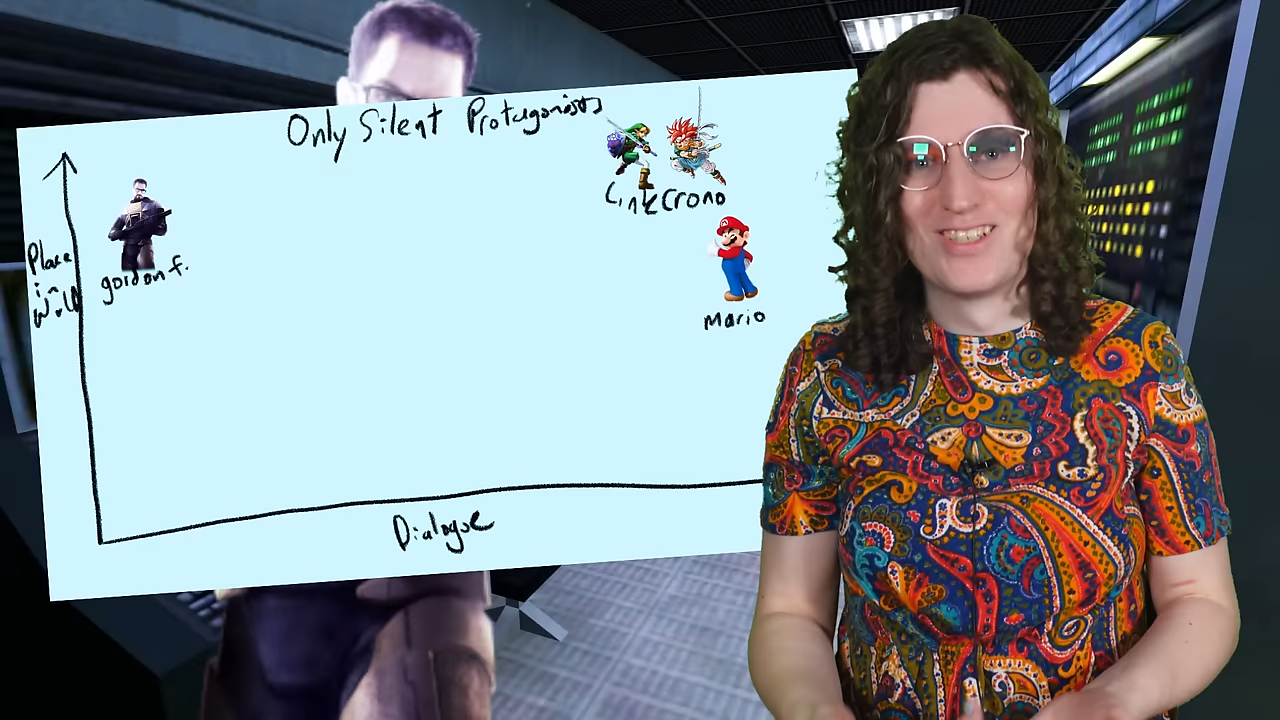 Only Silent Protagonists
Link Crono
Place
in
World
gordon f.
Mario
Dialogue